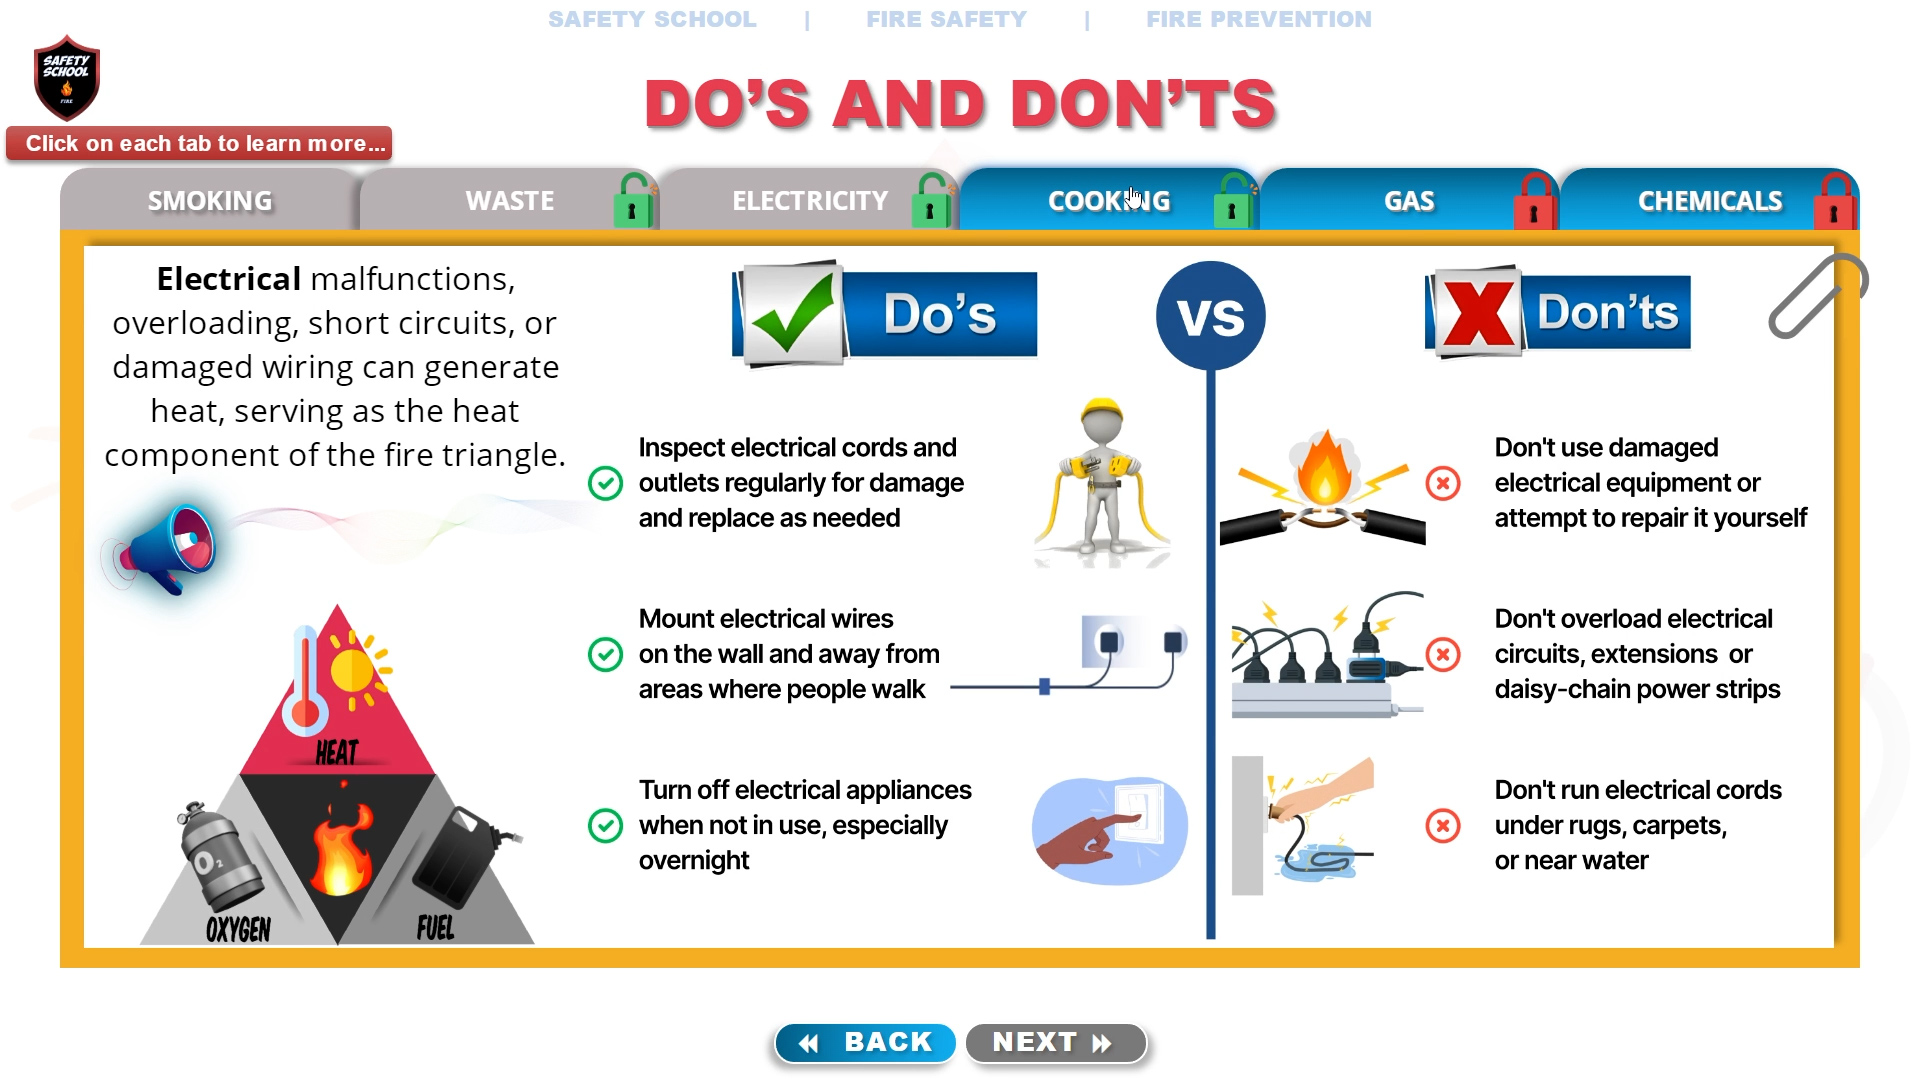 SAFETY SCHOOL | FIRE SAFETY | FIRE PREVENTION
SAFETY
SCHOOL
FIRE
DO’S AND DON’TS
Click on each tab to learn more...
SMOKING
WASTE
ELECTRICITY
COOKING
GAS
CHEMICALS
Electrical malfunctions,
overloading, short circuits, or
damaged wiring can generate
heat, serving as the heat
component of the fire triangle.
HEAT
O2
OXYGEN
FUEL
Do’s
VS
Don’ts
Inspect electrical cords and
outlets regularly for damage
and replace as needed
Mount electrical wires
on the wall and away from
areas where people walk
Turn off electrical appliances
when not in use, especially
overnight
Don't use damaged
electrical equipment or
attempt to repair it yourself
Don't overload electrical
circuits, extensions or
daisy-chain power strips
Don't run electrical cords
under rugs, carpets,
or near water
BACK
NEXT